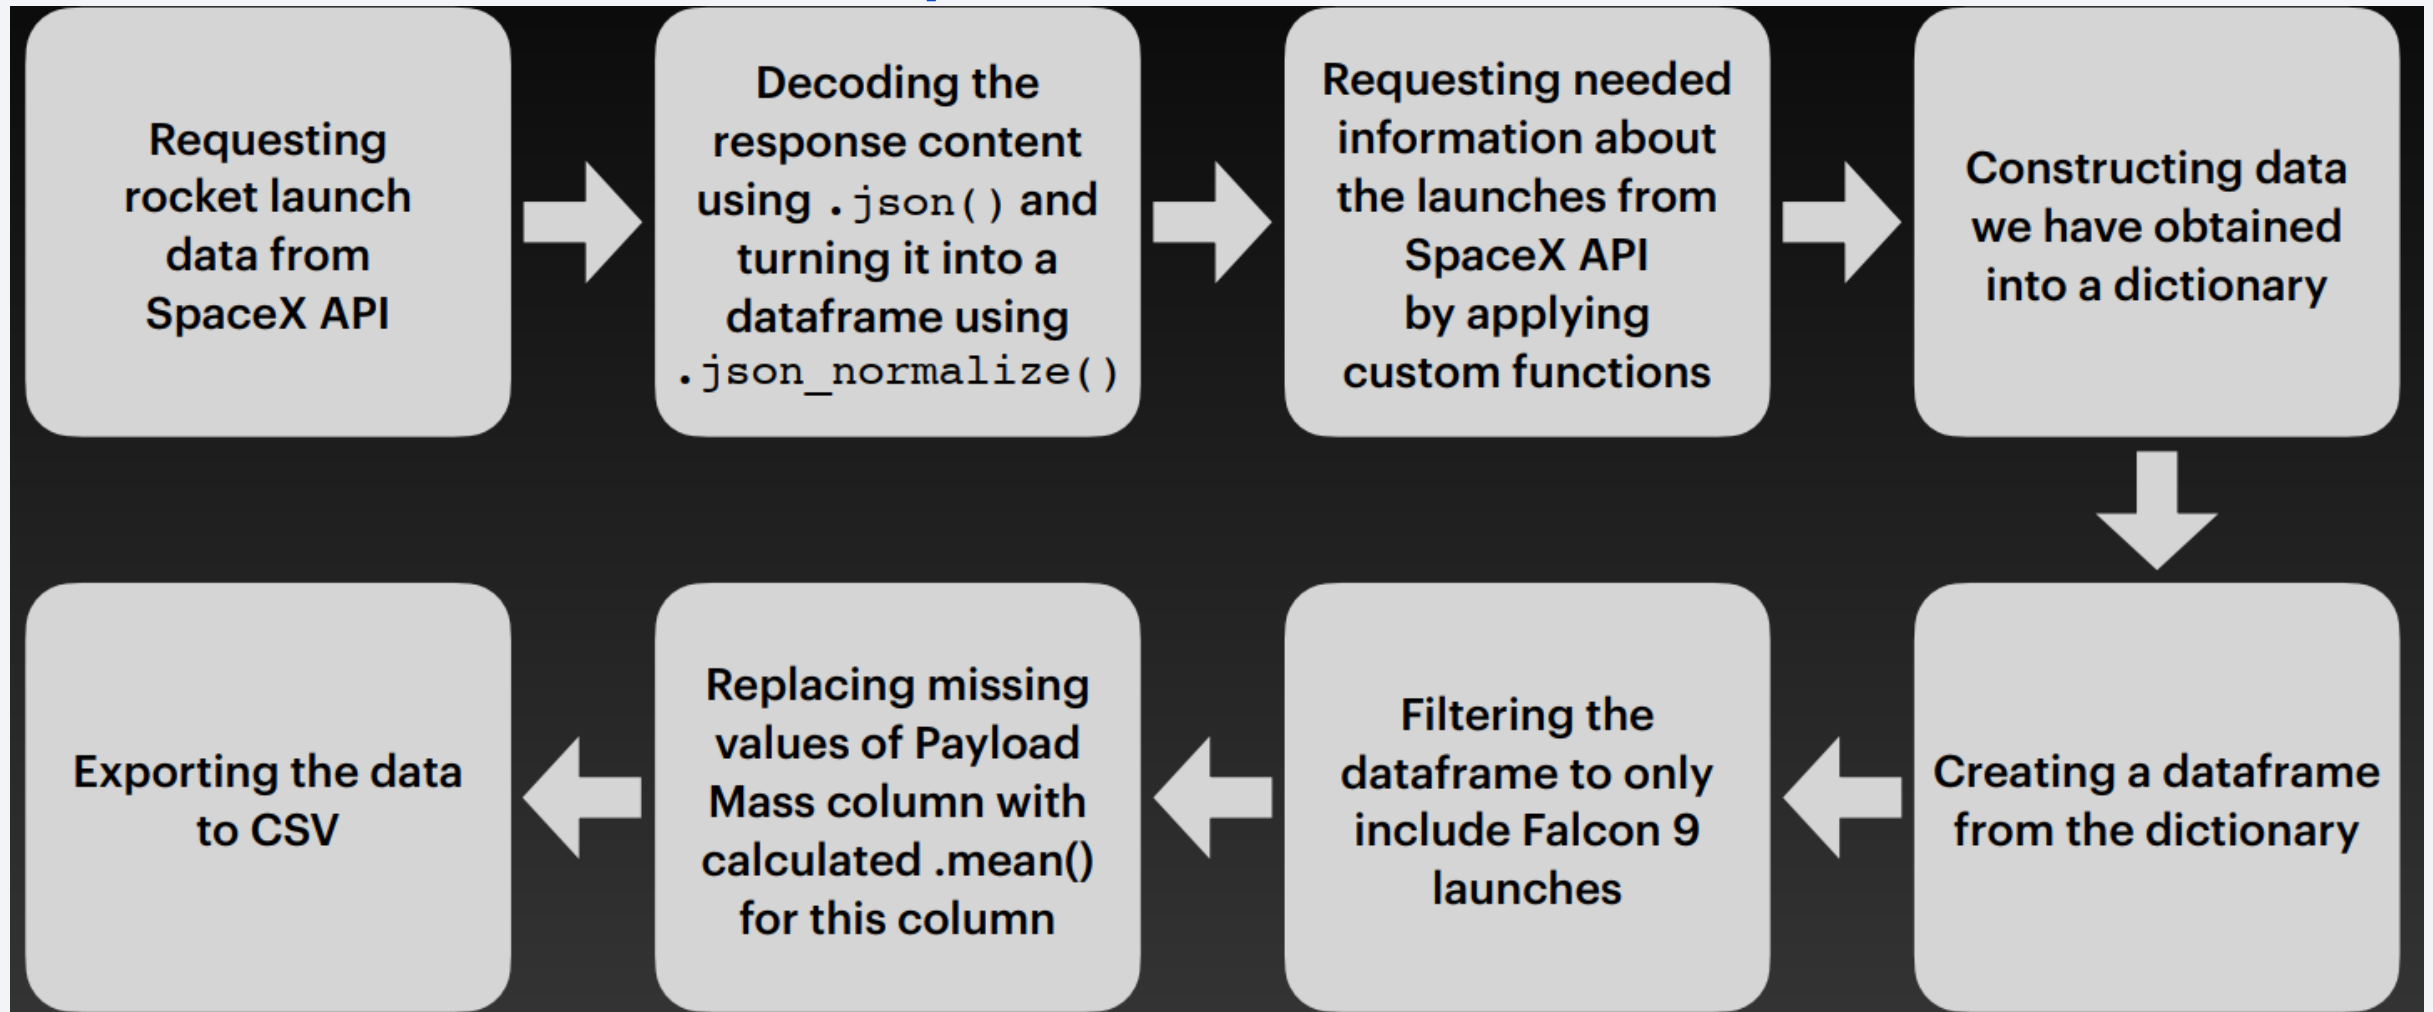 Requesting
rocket launch
data from
SpaceX API
Decoding the
response content
using .json() and
turning it into a
dataframe using
.json_normalize()
Requesting needed
information about
the launches from
SpaceX API
by applying
custom functions
Constructing data
we have obtained
into a dictionary
Creating a dataframe
from the dictionary
Filtering the
dataframe to only
include Falcon 9
launches
Replacing missing
values of Payload
Mass column with
calculated .mean()
for this column
Exporting the data
to CSV